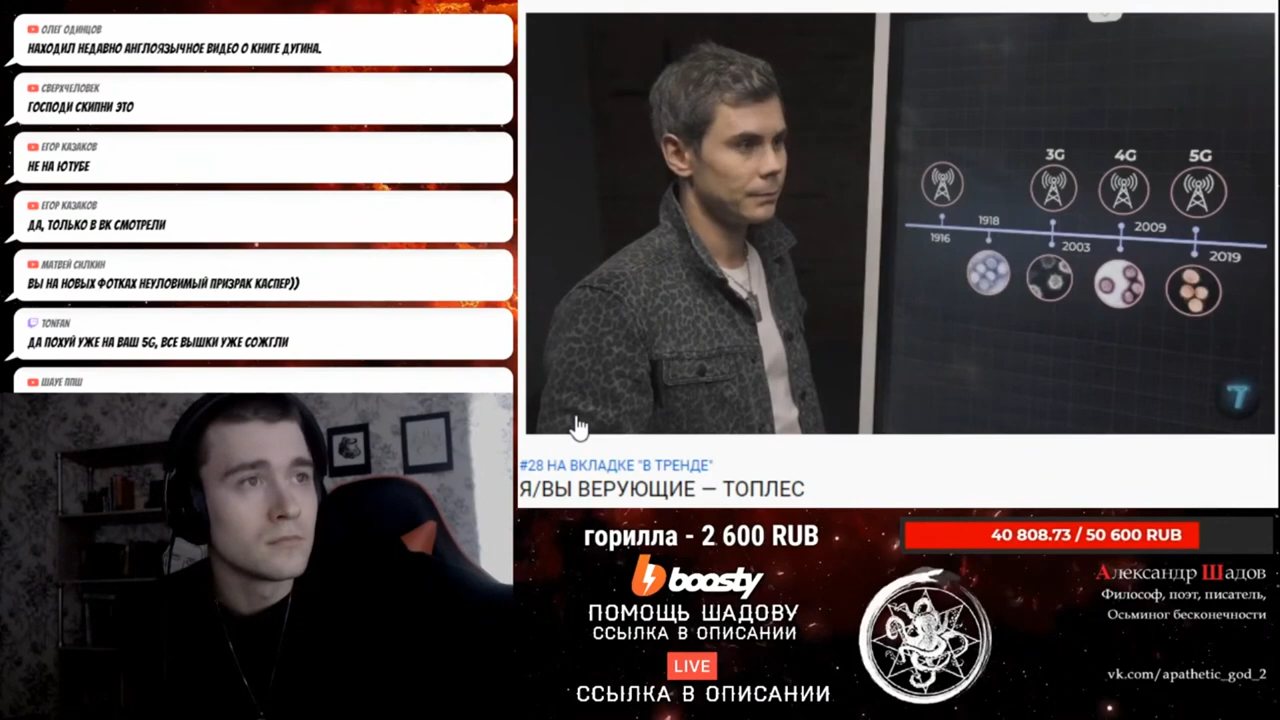 ОЛЕГ ОДИНЦОВ
НАХОДИЛ НЕДАВНО АНГЛОЯЗЫЧНОЕ ВИДЕО О КНИГЕ ДУГИНА.
СВЕРХЧЕЛОВЕК
ГОСПОДИ СКИПНИ ЭТО
ЕГОР КАЗАКОВ
НЕ НА ЮТУБЕ
ЕГОР КАЗАКОВ
ДА, ТОЛЬКО В ВК СМОТРЕЛИ
МАТВЕЙ СИЛКИН
ВЫ НА НОВЫХ ФОТКАХ НЕУЛОВИМЫЙ ПРИЗРАК КАСПЕР))
TONFAN
ДА ПОХУЙ УЖЕ НА ВАШ 5G, ВСЕ ВЫШКИ УЖЕ СОЖГЛИ
ШАУЕ ППШ
3G 4G 5G
1918 2009
1916 2003 2019
#28 НА ВКЛАДКЕ "В ТРЕНДЕ"
Я/ВЫ ВЕРУЮЩИЕ — ТОПЛЕС
горилла - 2 600 RUB
boosty
ПОМОЩЬ ШАДОВУ
ССЫЛКА В ОПИСАНИИ
LIVE
ССЫЛКА В ОПИСАНИИ
40 808.73 / 50 600 RUB
Александр Шадов
Философ, поэт, писатель,
Осьминог бесконечности
vk.com/apathetic_god_2